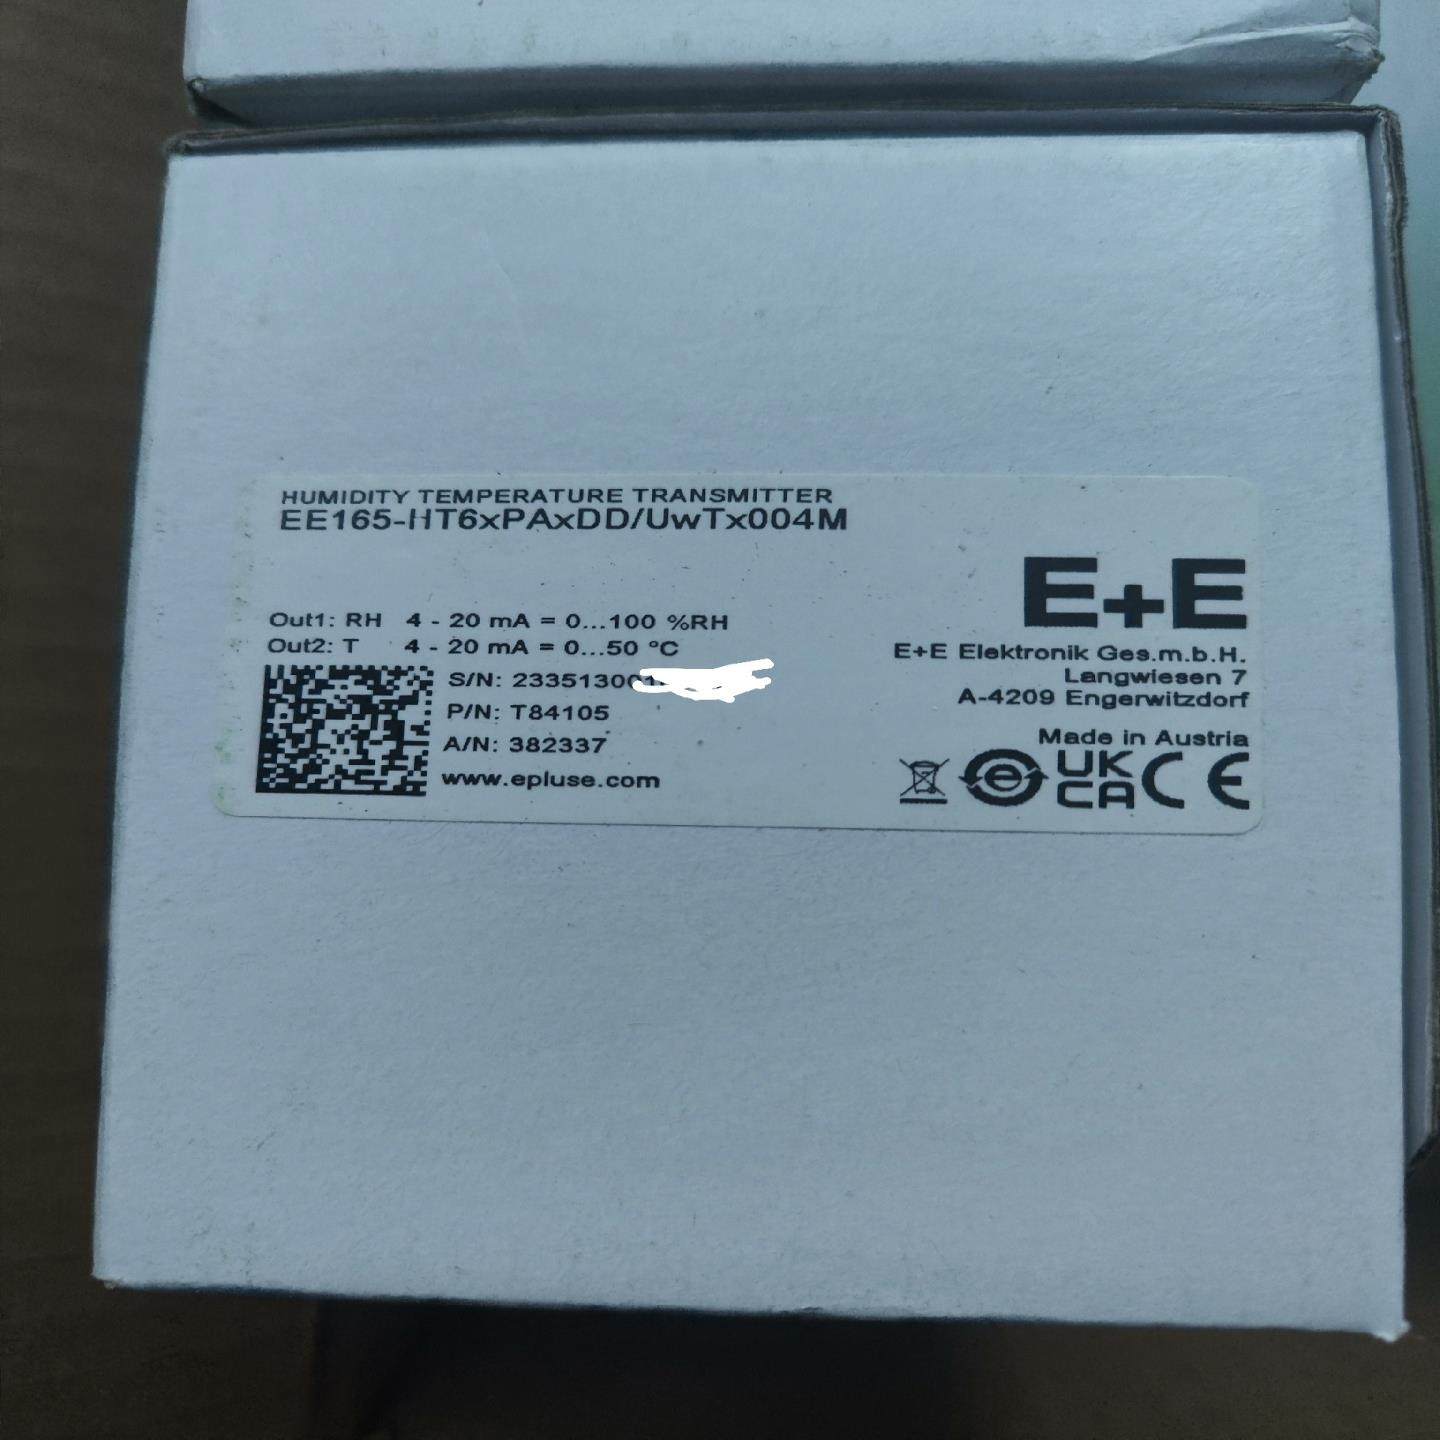 HUMIDITY TEMPERATURE TRANSMITTER
EE165-HT6xPAxDD/UwTx004M
Out1: RH 4 - 20 mA = 0...100 %RH
Out2: T 4 - 20 mA = 0...50 °C
S/N: 233513001
P/N: T84105
A/N: 382337
www.epluse.com
E+E
E+E Elektronik Ges.m.b.H.
Langwiesen 7
A-4209 Engerwitzdorf
Made in Austria
e UK CA CE